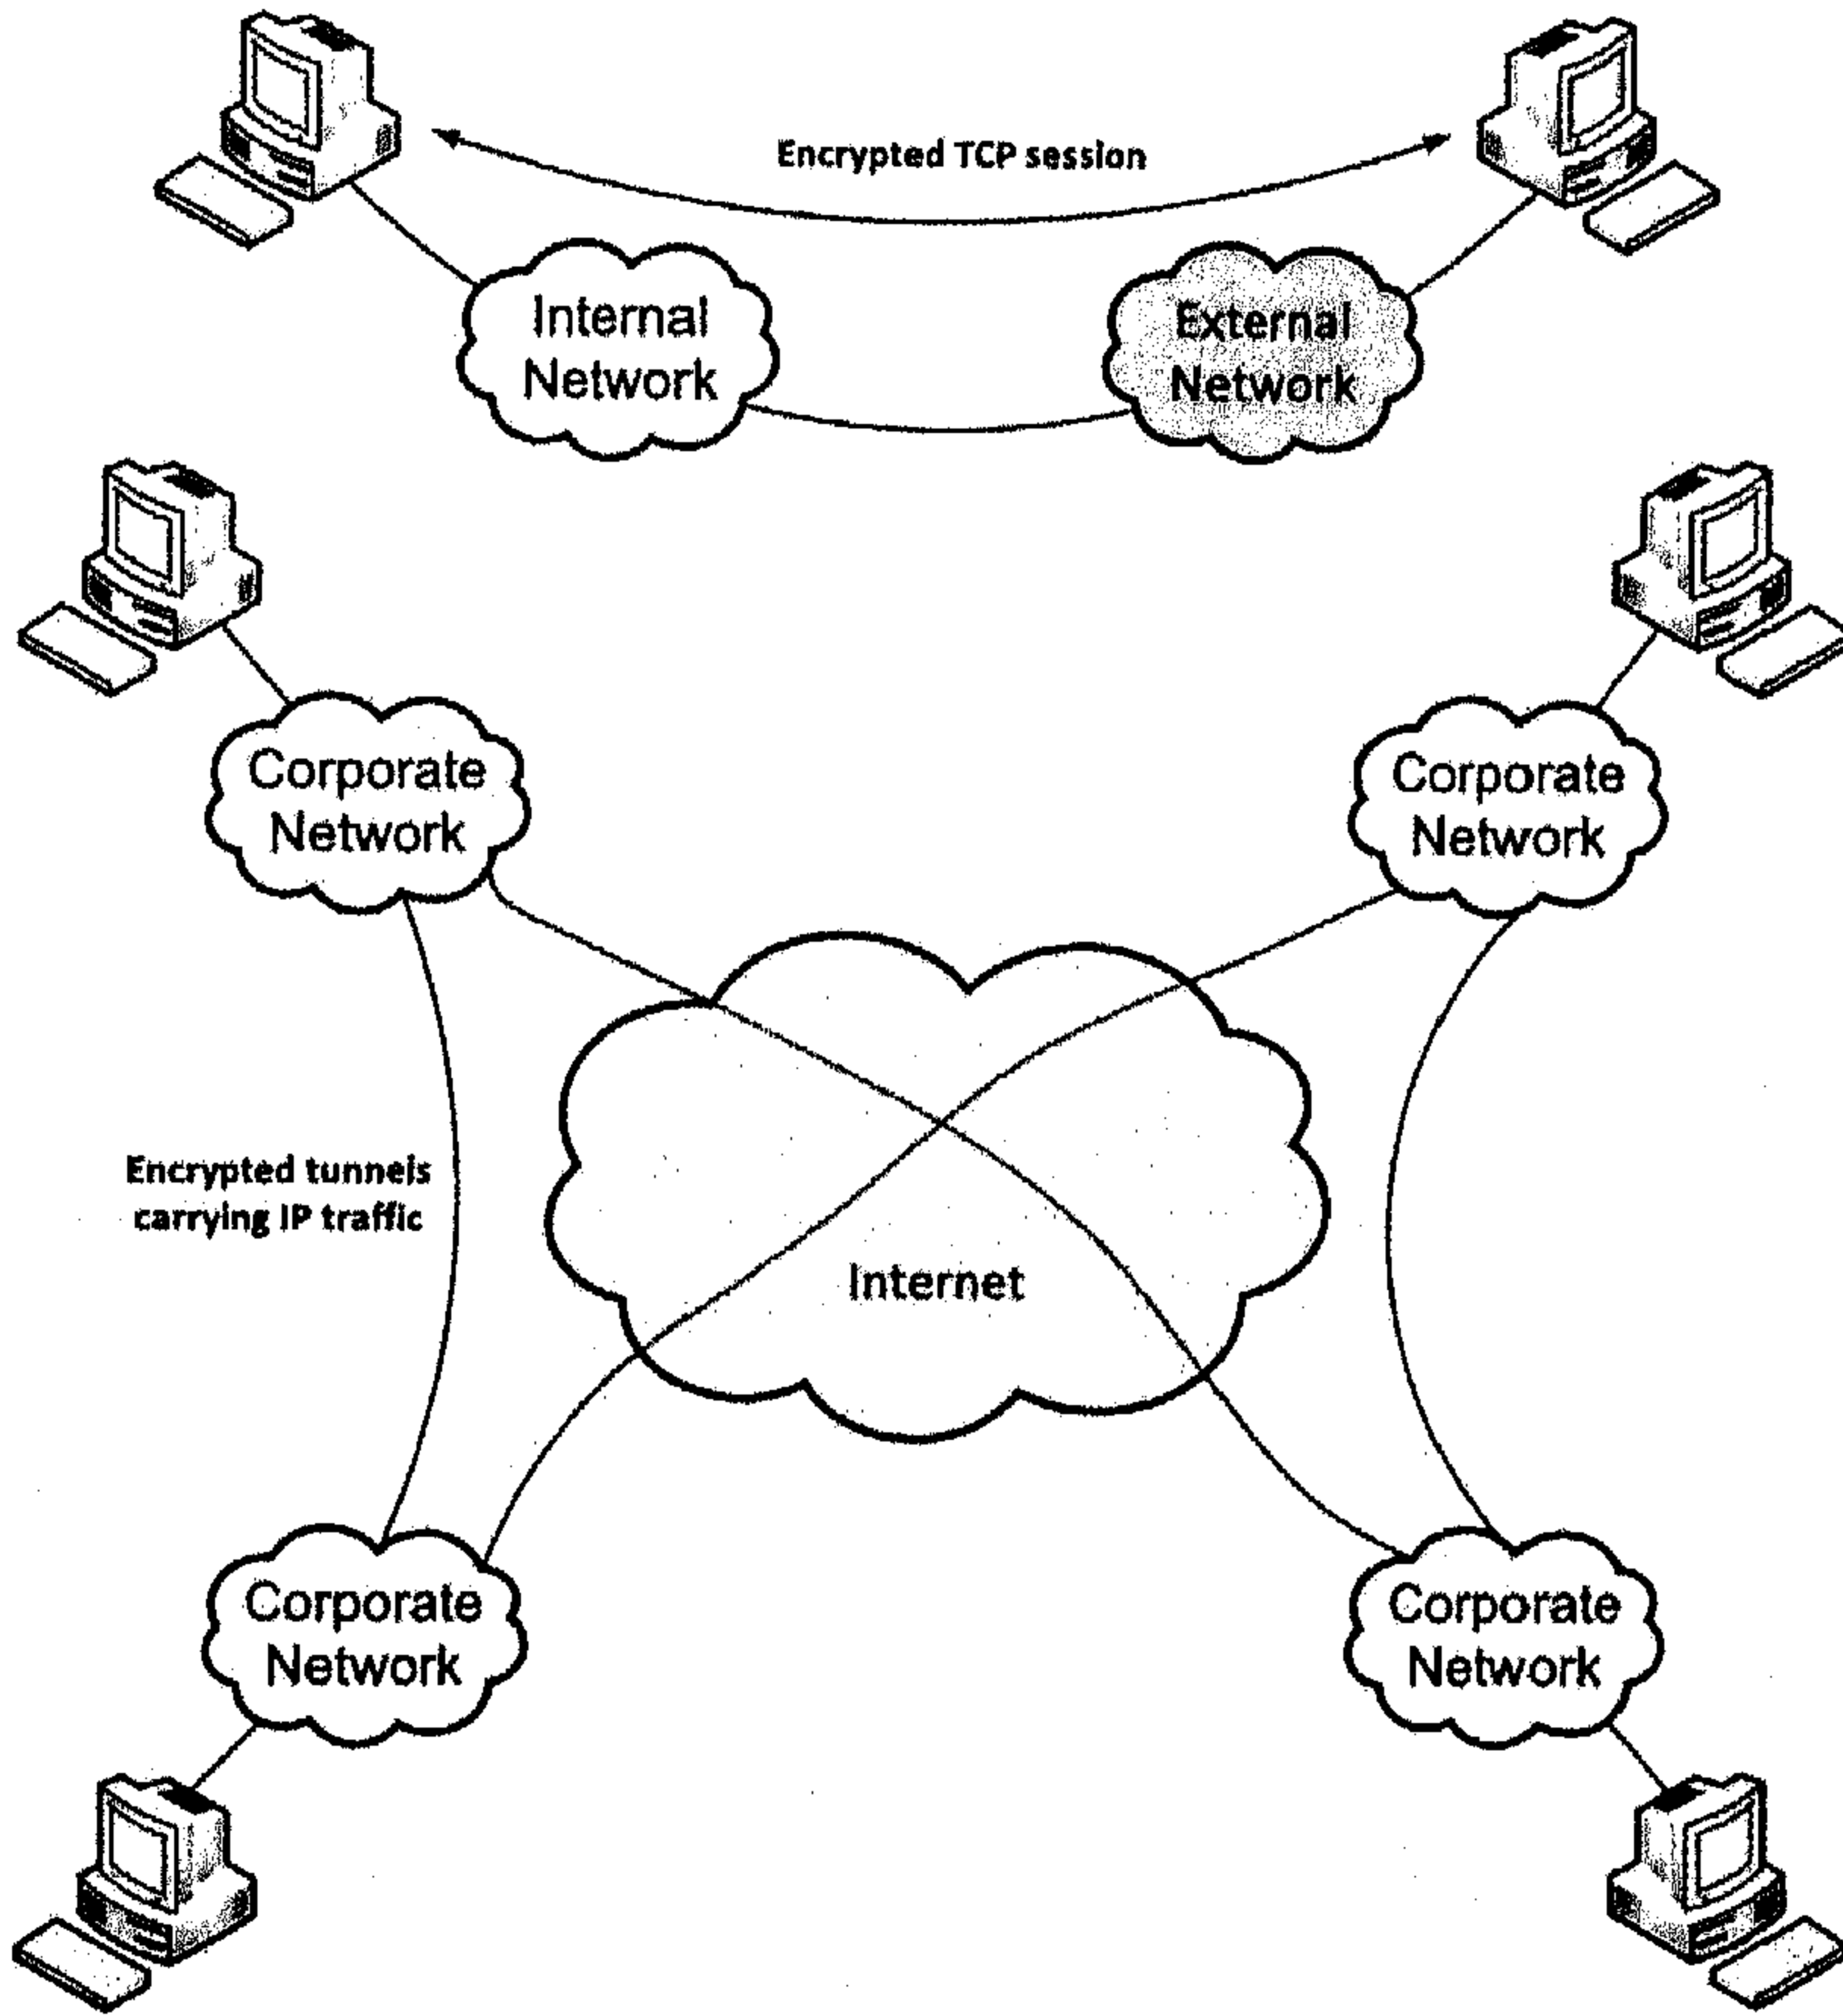 Encrypted TCP session
Internal
Network
External
Network
Corporate
Network
Corporate
Network
Encrypted tunnels
carrying IP traffic
Internet
Corporate
Network
Corporate
Network